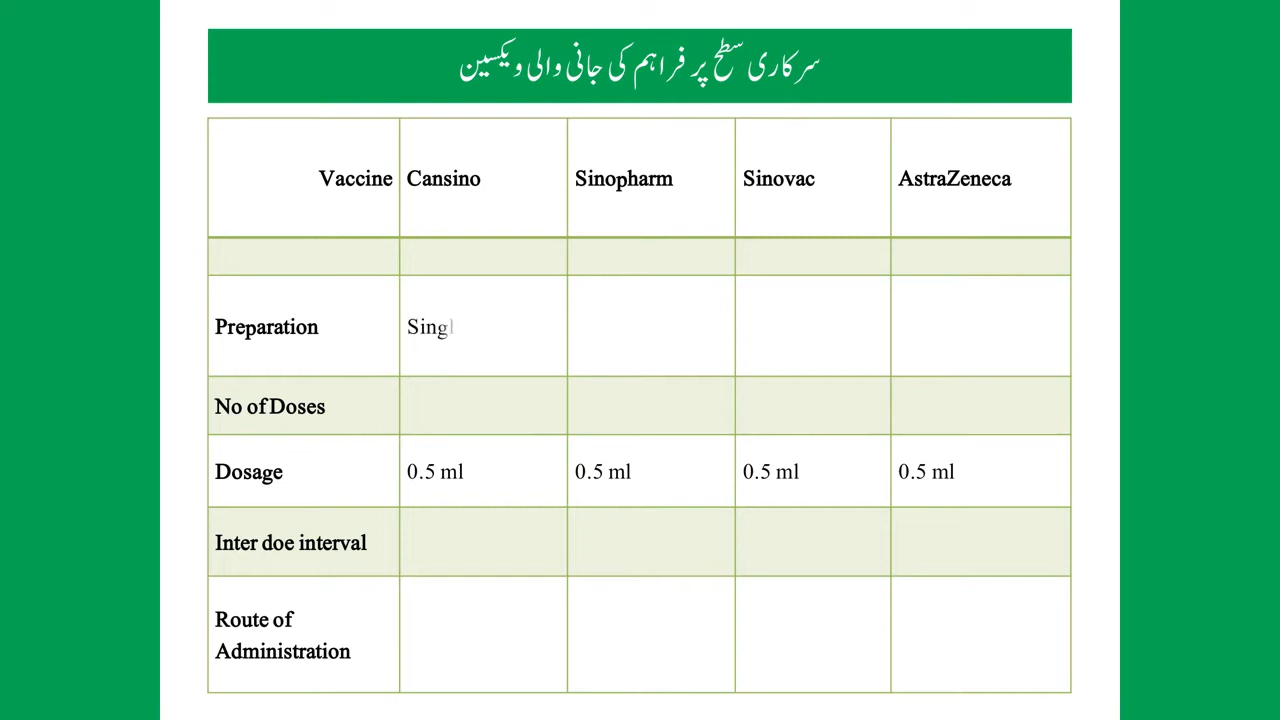 سرکاری سطح پر فراہم کی جانی والی ویکسین
Vaccine Cansino Sinopharm Sinovac AstraZeneca
Preparation Singl
No of Doses
Dosage 0.5 ml 0.5 ml 0.5 ml 0.5 ml
Inter doe interval
Route of
Administration